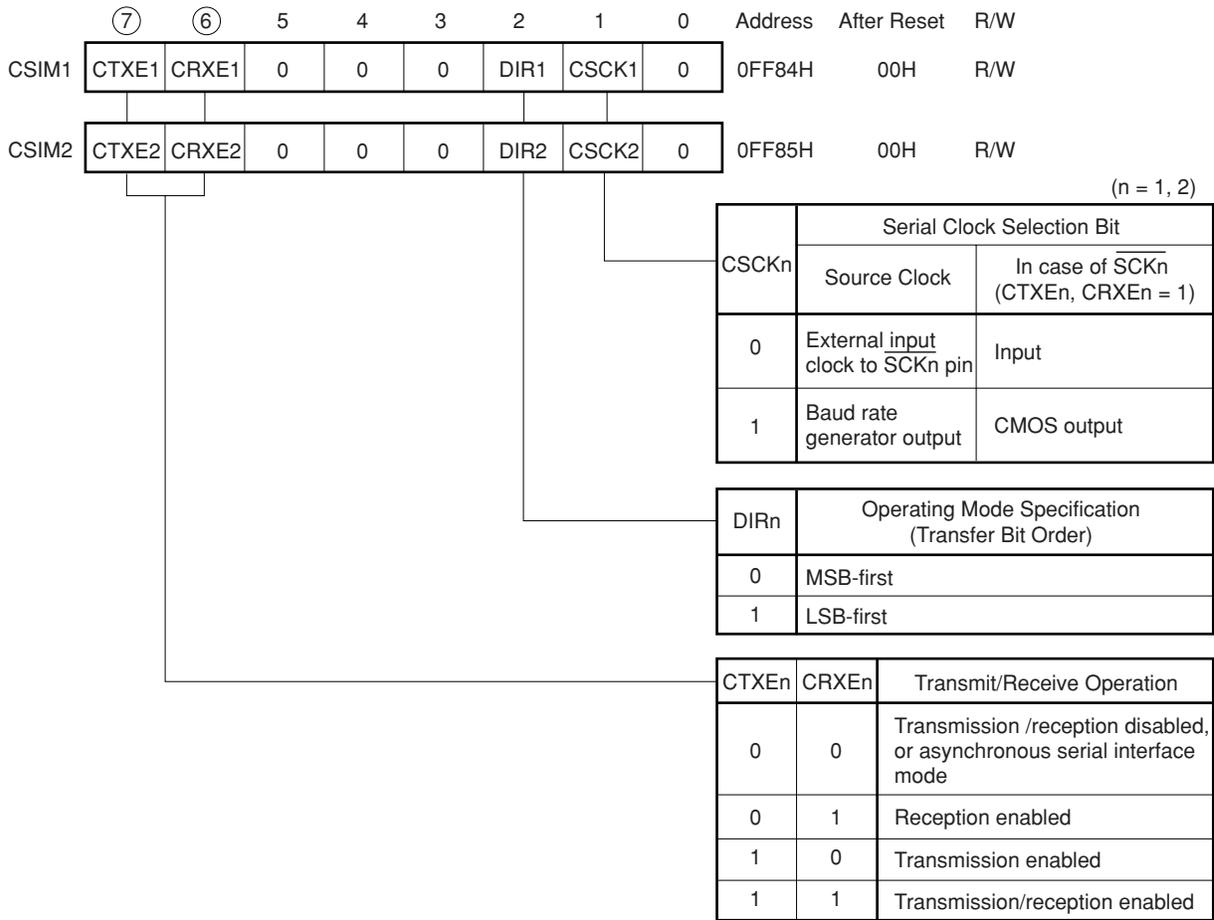 7 6 5 4 3 2 1 0 Address After Reset R/W
CSIM1 CTXE1 CRXE1 0 0 0 DIR1 CSCK1 0 0FF84H 00H R/W
CSIM2 CTXE2 CRXE2 0 0 0 DIR2 CSCK2 0 0FF85H 00H R/W
(n = 1, 2)
CSCKn
Serial Clock Selection Bit
Source Clock
In case of SCKn
(CTXEn, CRXEn = 1)
0
External input
clock to SCKn pin
Input
1
Baud rate
generator output
CMOS output
DIRn
Operating Mode Specification
(Transfer Bit Order)
0 MSB-first
1 LSB-first
CTXEn CRXEn Transmit/Receive Operation
0 0
Transmission /reception disabled,
or asynchronous serial interface
mode
0 1 Reception enabled
1 0 Transmission enabled
1 1 Transmission/reception enabled